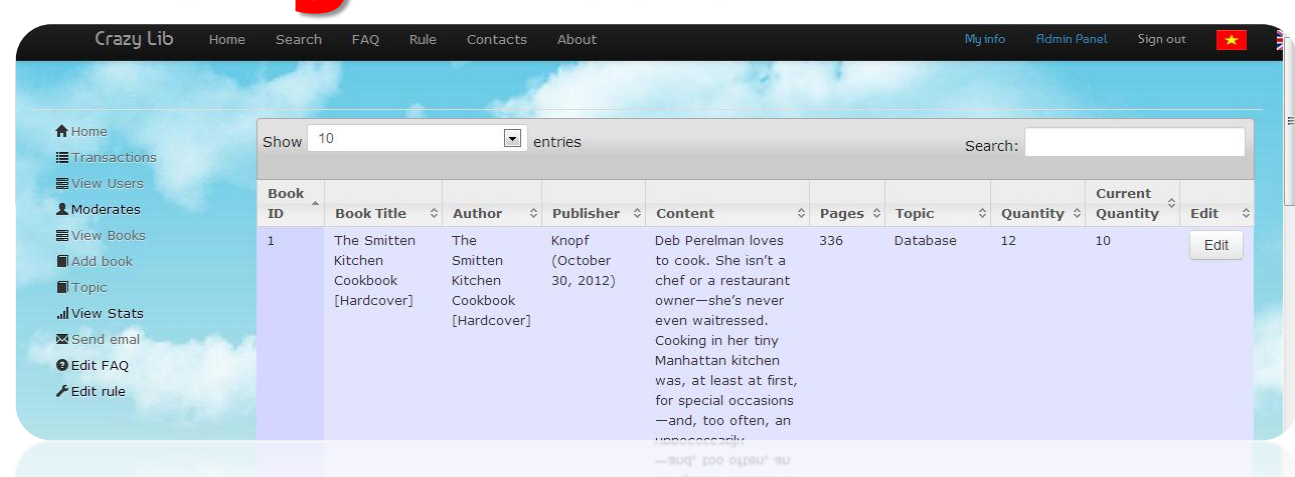 Crazy Lib Home Search FAQ Rule Contacts About My info Admin Panel Sign out
Home
Transactions
View Users
Moderates
View Books
Add book
Topic
View Stats
Send emal
Edit FAQ
Edit rule
Show 10 entries
Search:
Book ID Book Title Author Publisher Content Pages Topic Quantity Current Quantity Edit
1
The Smitten
Kitchen
Cookbook
[Hardcover]
The
Smitten
Kitchen
Cookbook
[Hardcover]
Knopf
(October
30, 2012)
Deb Perelman loves
to cook. She isn't a
chef or a restaurant
owner—she's never
even waitressed.
Cooking in her tiny
Manhattan kitchen
was, at least at first,
for special occasions
—and, too often, an
336
Database
12
10
Edit